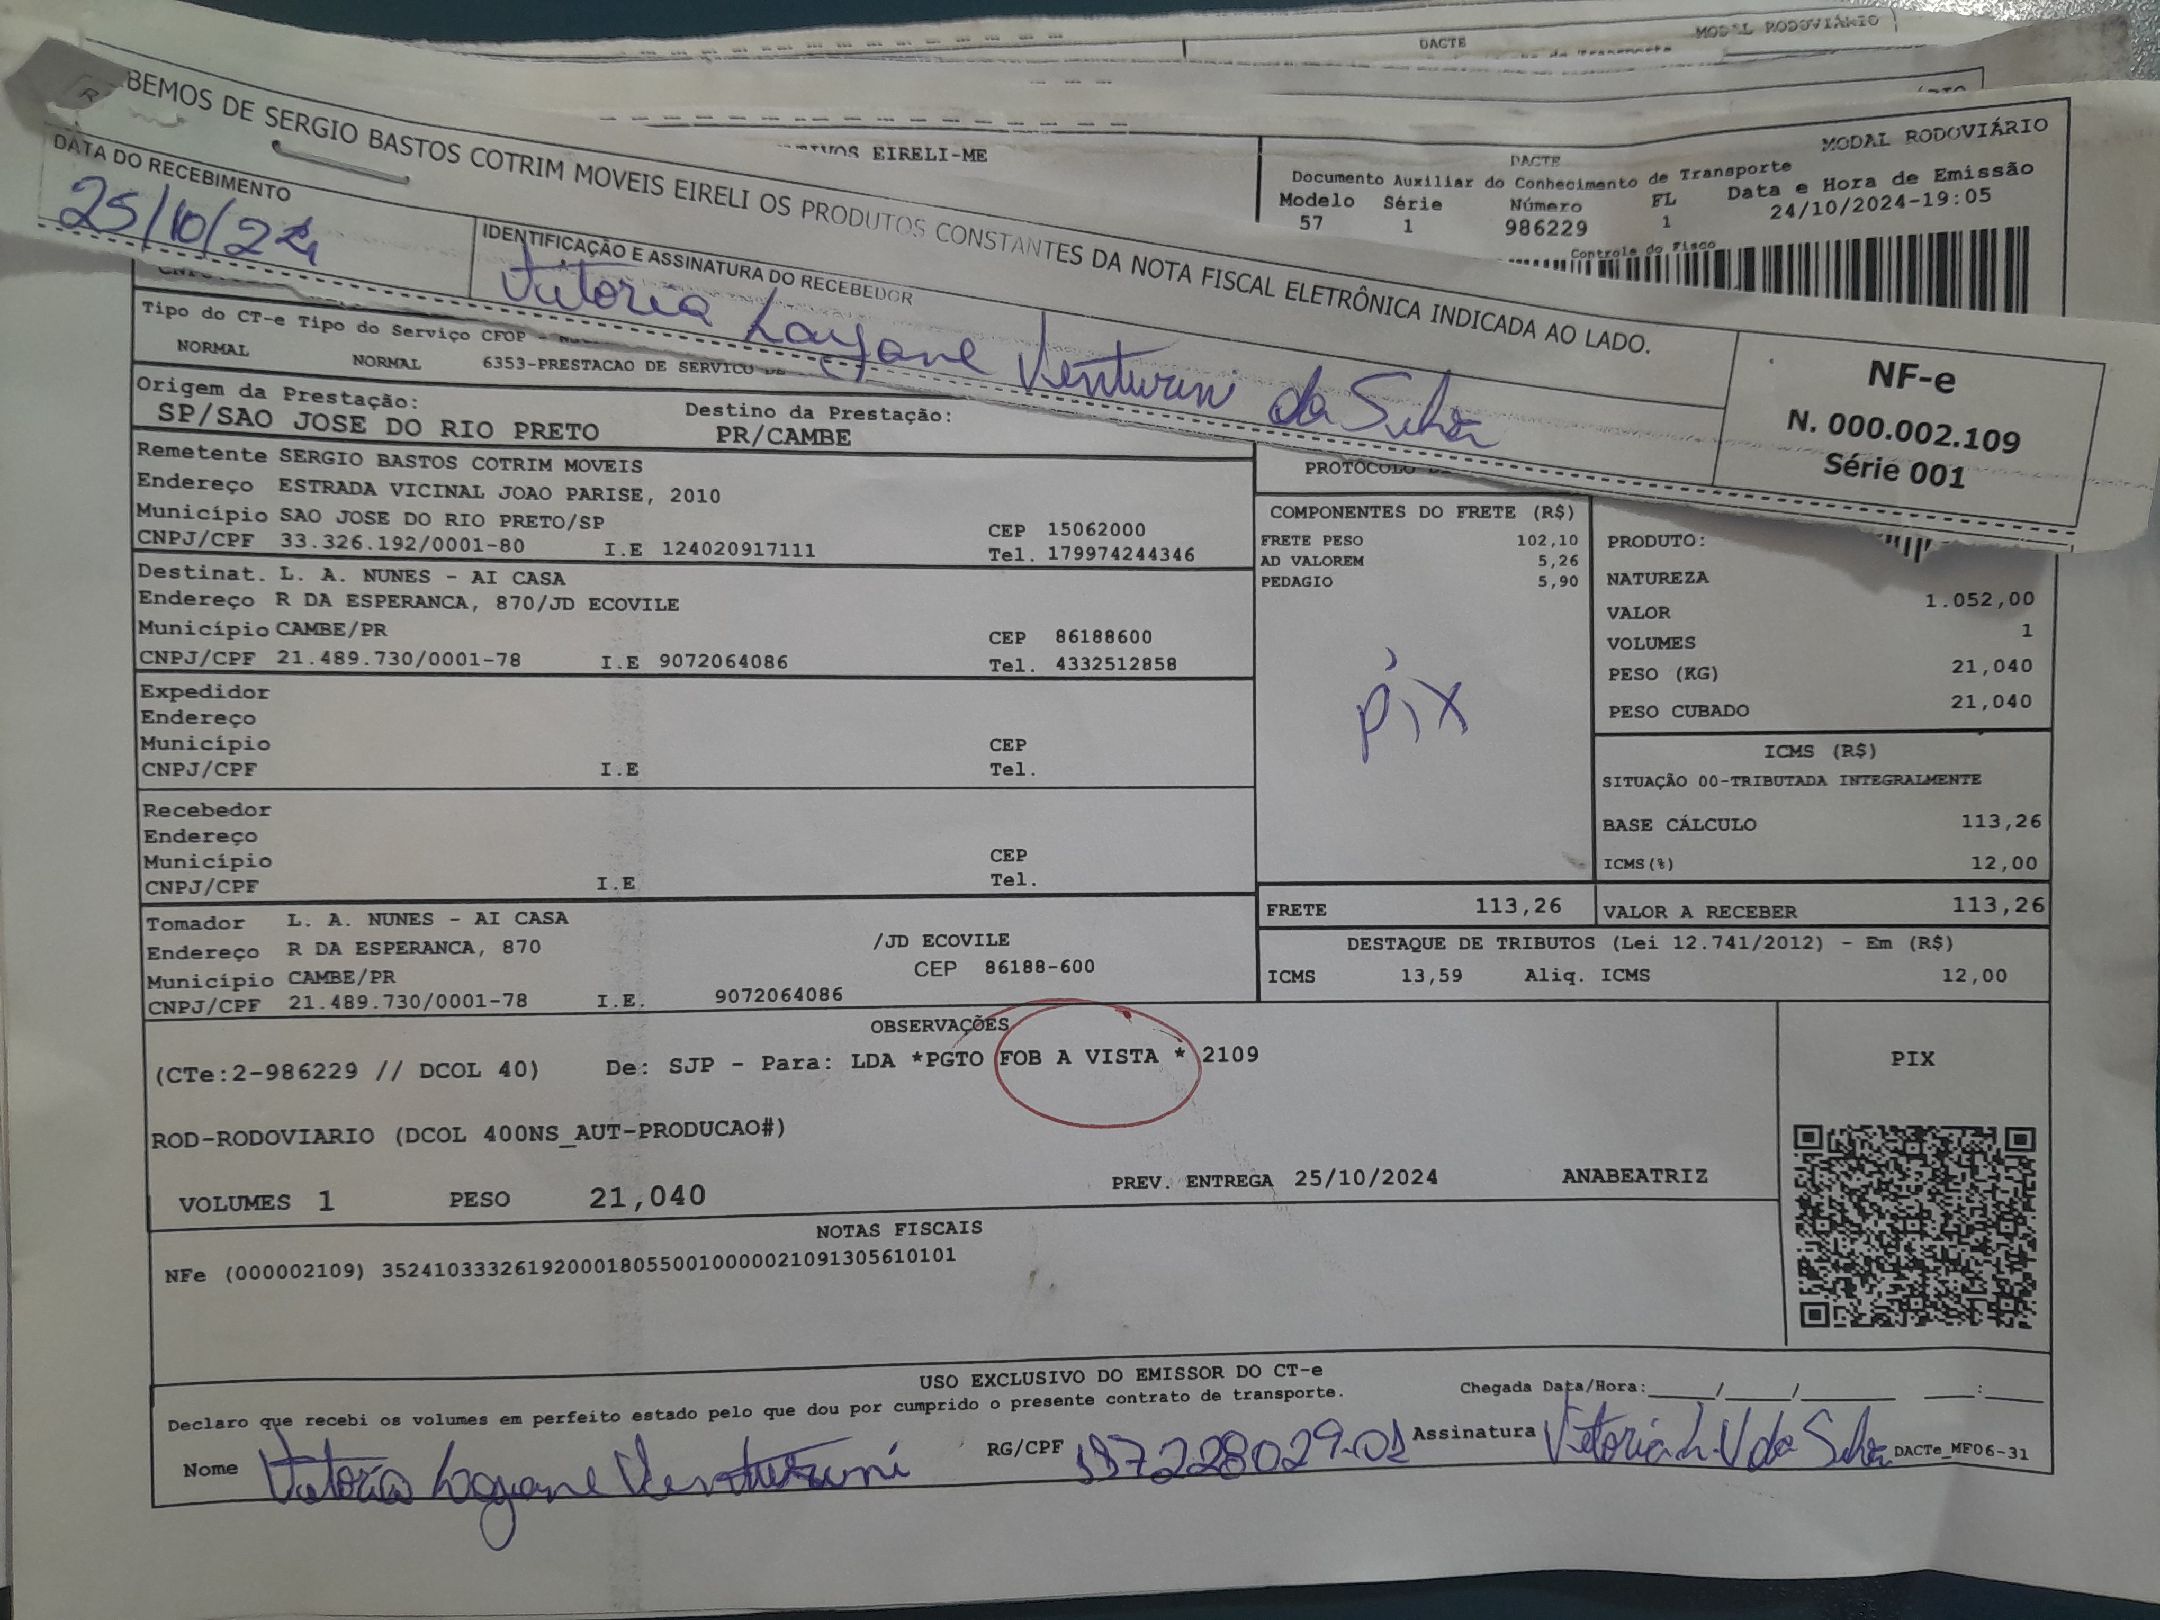 DACTE
MODAL RODOVIÁRIO
BEMOS DE SERGIO BASTOS COTRIM MOVEIS EIRELI OS PRODUTOS CONSTANTES DA NOTA FISCAL ELETRÔNICA INDICADA AO LADO.
DATA DO RECEBIMENTO
25/10/24
IDENTIFICAÇÃO E ASSINATURA DO RECEBEDOR
Vitoria Layane Venturini da Silva
NF-e
N. 000.002.109
Série 001
EIRELI-ME
DACTE
MODAL RODOVIÁRIO
Documento Auxiliar do Conhecimento de Transporte
Modelo Série Número FL Data e Hora de Emissão
57 1 986229 1 24/10/2024-19:05
Controle do Fisco
Tipo do CT-e Tipo do Serviço CFOP -
NORMAL NORMAL 6353-PRESTACAO DE SERVICO
Origem da Prestação: Destino da Prestação:
SP/SAO JOSE DO RIO PRETO PR/CAMBE
Remetente SERGIO BASTOS COTRIM MOVEIS
Endereço ESTRADA VICINAL JOAO PARISE, 2010
Município SAO JOSE DO RIO PRETO/SP CEP 15062000
CNPJ/CPF 33.326.192/0001-80 I.E 124020917111 Tel. 179974244346
Destinat. L. A. NUNES - AI CASA
Endereço R DA ESPERANCA, 870/JD ECOVILE
Município CAMBE/PR CEP 86188600
CNPJ/CPF 21.489.730/0001-78 I.E 9072064086 Tel. 4332512858
Expedidor
Endereço
Município CEP
CNPJ/CPF I.E Tel.
Recebedor
Endereço
Município CEP
CNPJ/CPF I.E Tel.
Tomador L. A. NUNES - AI CASA
Endereço R DA ESPERANCA, 870 /JD ECOVILE
Município CAMBE/PR CEP 86188-600
CNPJ/CPF 21.489.730/0001-78 I.E. 9072064086
PROTOCOLO
COMPONENTES DO FRETE (R$)
FRETE PESO 102,10
AD VALOREM 5,26
PEDAGIO 5,90
PIX
PRODUTO:
NATUREZA
VALOR 1.052,00
VOLUMES 1
PESO (KG) 21,040
PESO CUBADO 21,040
ICMS (R$)
SITUAÇÃO 00-TRIBUTADA INTEGRALMENTE
BASE CÁLCULO 113,26
ICMS(%) 12,00
FRETE 113,26 VALOR A RECEBER 113,26
DESTAQUE DE TRIBUTOS (Lei 12.741/2012) - Em (R$)
ICMS 13,59 Aliq. ICMS 12,00
OBSERVAÇÕES
(CTe:2-986229 // DCOL 40) De: SJP - Para: LDA *PGTO FOB A VISTA * 2109
ROD-RODOVIARIO (DCOL 400NS_AUT-PRODUCAO#)
VOLUMES 1 PESO 21,040 PREV. ENTREGA 25/10/2024 ANABEATRIZ
PIX
NOTAS FISCAIS
NFe (000002109) 35241033326192000180550010000021091305610101
USO EXCLUSIVO DO EMISSOR DO CT-e
Declaro que recebi os volumes em perfeito estado pelo que dou por cumprido o presente contrato de transporte.
Chegada Data/Hora:____/____/____ ___:___
Nome Vitoria Layane Venturini RG/CPF 137228029-01 Assinatura Vitoria L. V da Silva DACTe_MF06-31